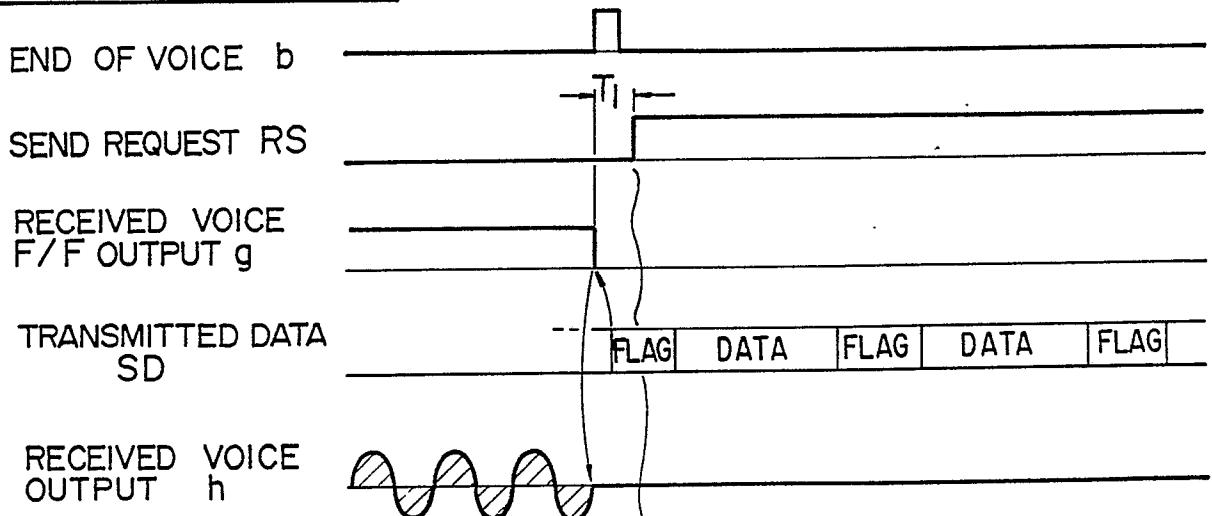 END OF VOICE b
T1
SEND REQUEST RS
RECEIVED VOICE
F/F OUTPUT g
TRANSMITTED DATA
SD
FLAG DATA FLAG DATA FLAG
RECEIVED VOICE
OUTPUT h